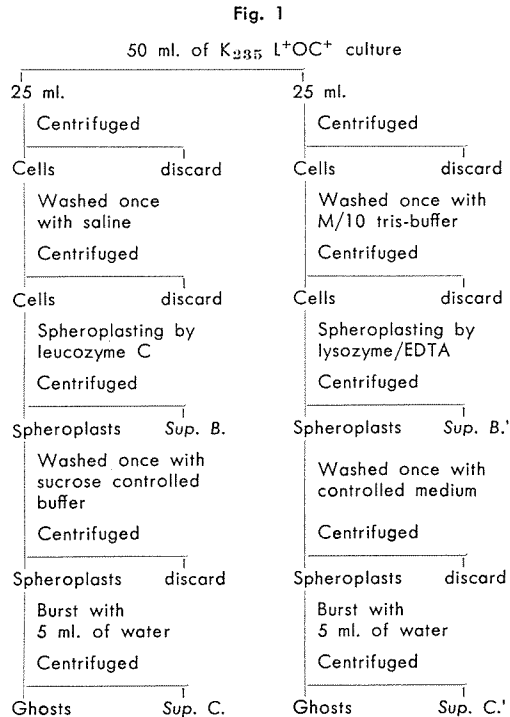 Fig. 1
50 ml. of K235 L+OC+ culture
25 ml. 25 ml.
Centrifuged Centrifuged
Cells discard Cells discard
Washed once Washed once with
with saline M/10 tris-buffer
Centrifuged Centrifuged
Cells discard Cells discard
Spheroplasting by Spheroplasting by
leucozyme C lysozyme/EDTA
Centrifuged Centrifuged
Spheroplasts Sup. B. Spheroplasts Sup. B.'
Washed once with Washed once with
sucrose controlled controlled medium
buffer
Centrifuged Centrifuged
Spheroplasts discard Spheroplasts discard
Burst with Burst with
5 ml. of water 5 ml. of water
Centrifuged Centrifuged
Ghosts Sup. C. Ghosts Sup. C.'